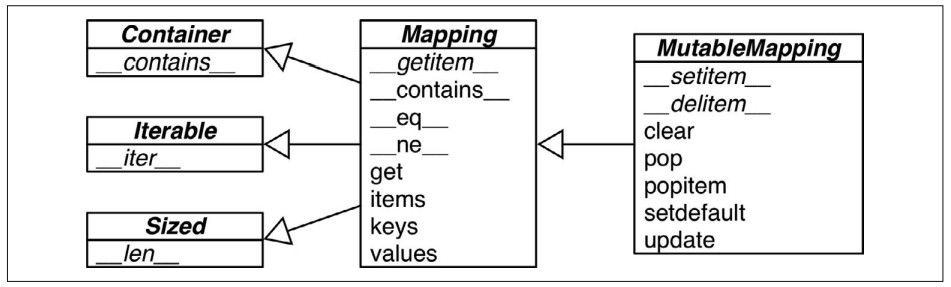 Container
__contains__
Iterable
__iter__
Sized
__len__
Mapping
__getitem__
__contains__
__eq__
__ne__
get
items
keys
values
MutableMapping
__setitem__
__delitem__
clear
pop
popitem
setdefault
update